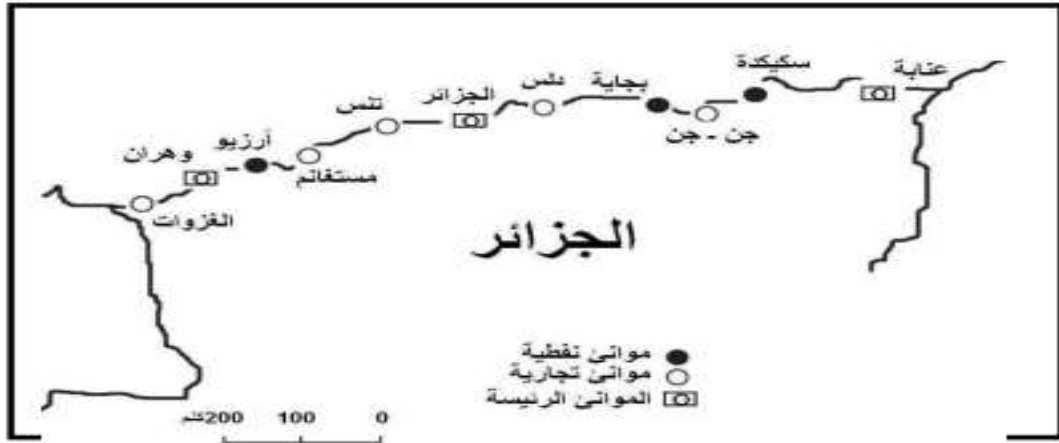 عنابة
سكيكدة
جن - جن
بجاية
دلس
الجزائر
تنس
مستغانم
أرزيو
وهران
الغزوات
الجزائر
موانئ نفطية
موانئ تجارية
الموانئ الرئيسة
0 100 200كلم